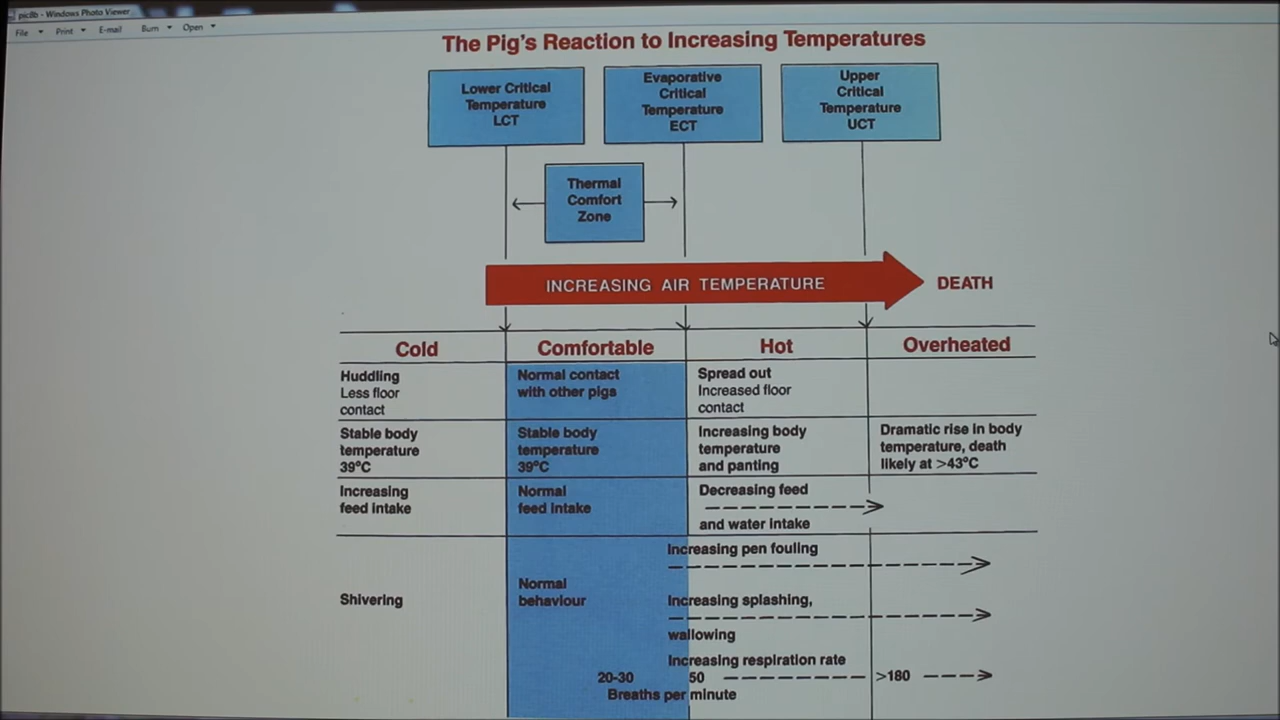 pic8b - Windows Photo Viewer
File Print E-mail Burn Open
The Pig's Reaction to Increasing Temperatures
Lower Critical
Temperature
LCT
Evaporative
Critical
Temperature
ECT
Upper
Critical
Temperature
UCT
Thermal
Comfort
Zone
INCREASING AIR TEMPERATURE
DEATH
Cold
Comfortable
Hot
Overheated
Huddling
Less floor
contact
Normal contact
with other pigs
Spread out
Increased floor
contact
Stable body
temperature
39°C
Stable body
temperature
39°C
Increasing body
temperature
and panting
Dramatic rise in body
temperature, death
likely at >43°C
Increasing
feed intake
Normal
feed intake
Decreasing feed
and water intake
Shivering
Normal
behaviour
Increasing pen fouling
Increasing splashing,
wallowing
Increasing respiration rate
20-30 50 >180
Breaths per minute